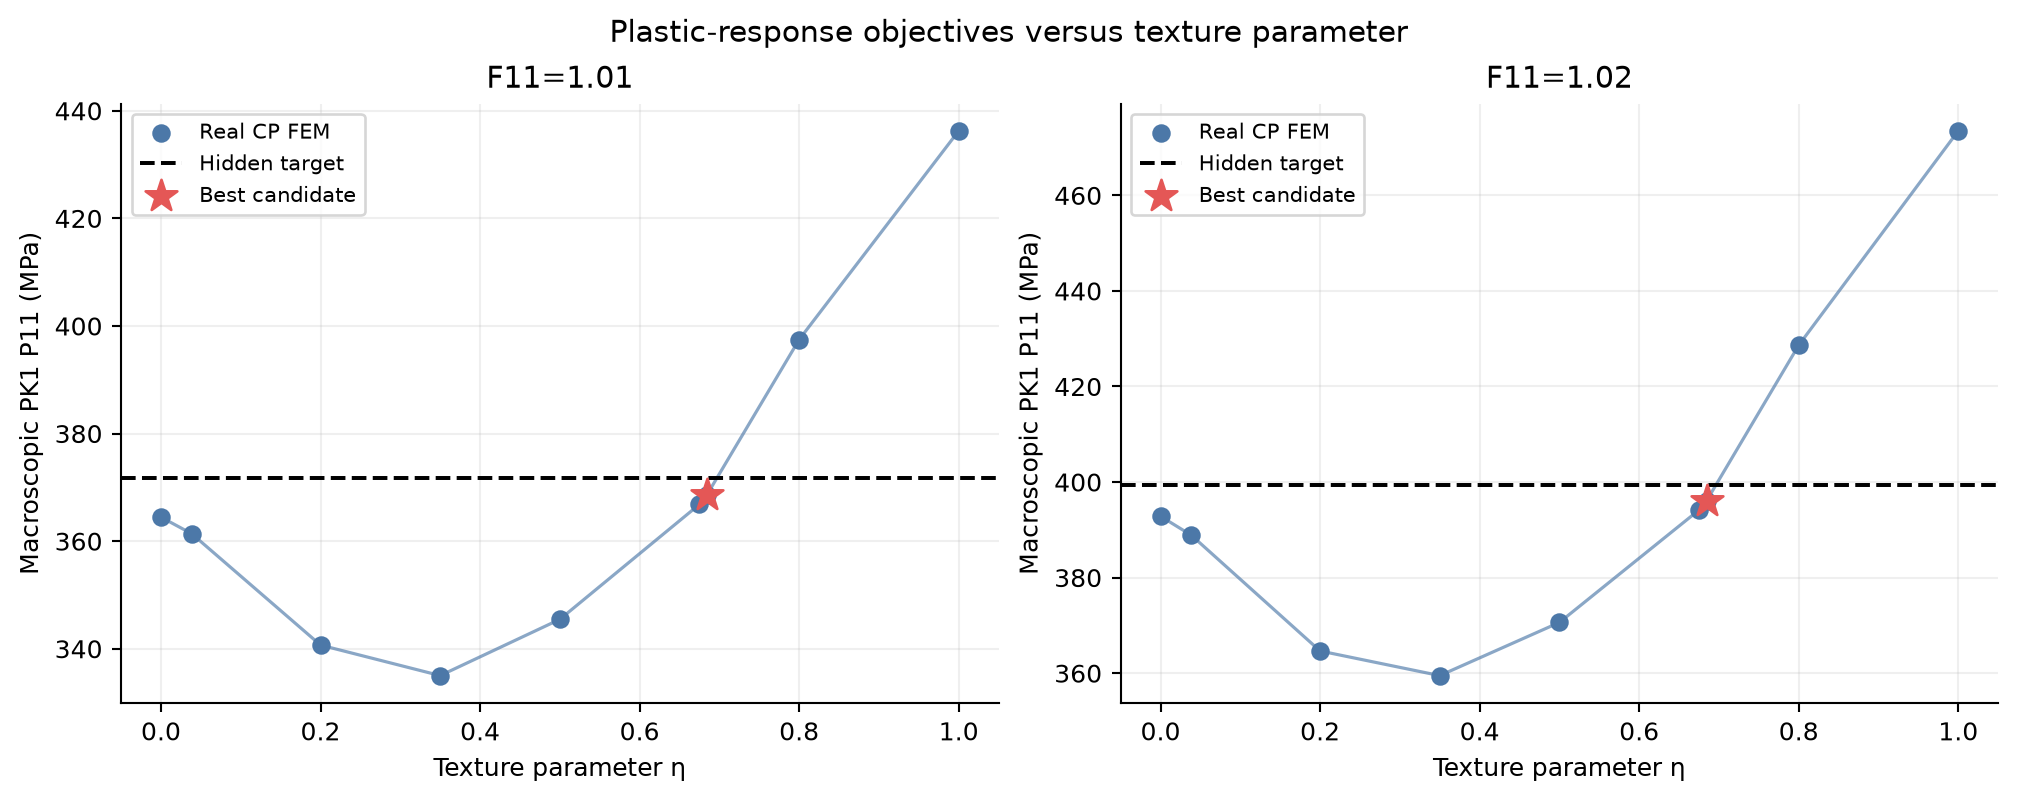 Plastic-response objectives versus texture parameter
F11=1.01
Macroscopic PK1 P11 (MPa)
440
420
400
380
360
340
Real CP FEM
Hidden target
Best candidate
0.0 0.2 0.4 0.6 0.8 1.0
Texture parameter η
F11=1.02
Macroscopic PK1 P11 (MPa)
460
440
420
400
380
360
Real CP FEM
Hidden target
Best candidate
0.0 0.2 0.4 0.6 0.8 1.0
Texture parameter η